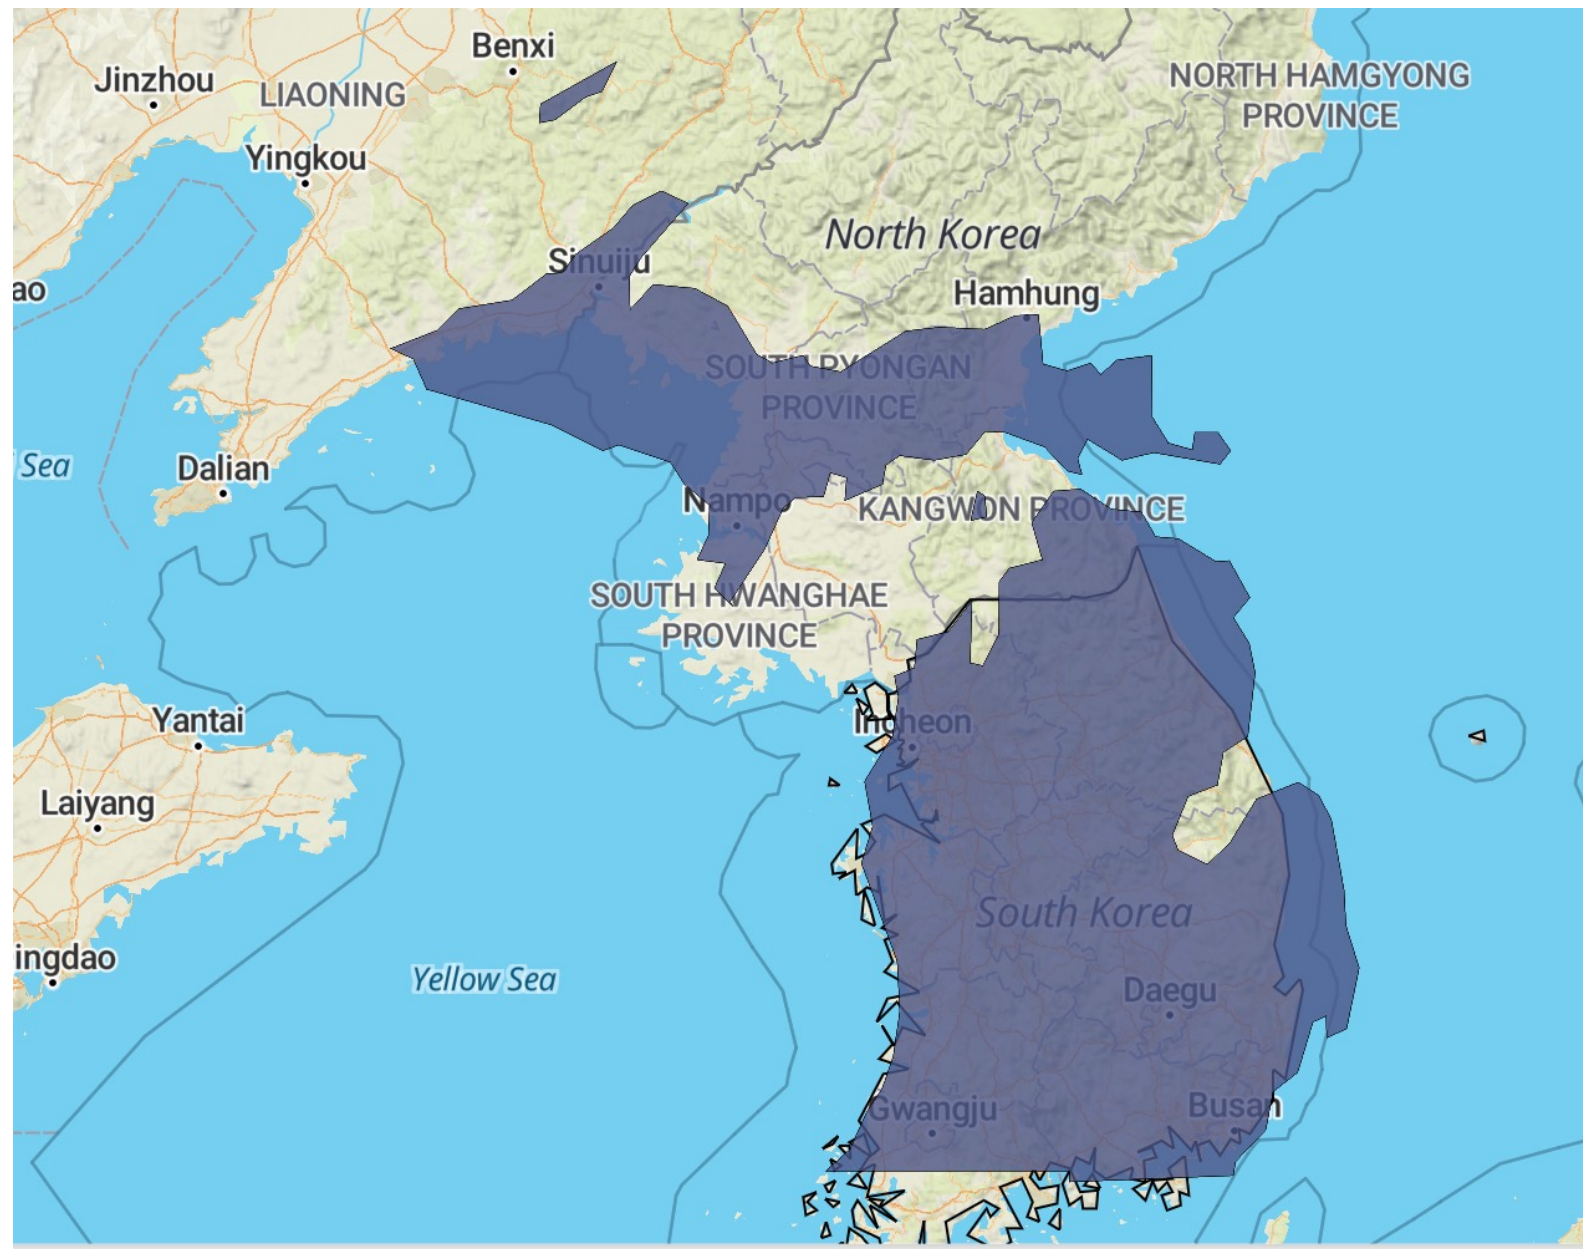 Benxi
Jinzhou
LIAONING
NORTH HAMGYONG
PROVINCE
Yingkou
North Korea
Sinuiju
ao
Hamhung
SOUTH PYONGAN
PROVINCE
Sea
Dalian
Nampo
KANGWON PROVINCE
SOUTH HWANGHAE
PROVINCE
Yantai
Incheon
Laiyang
South Korea
ingdao
Yellow Sea
Daegu
Gwangju
Busan